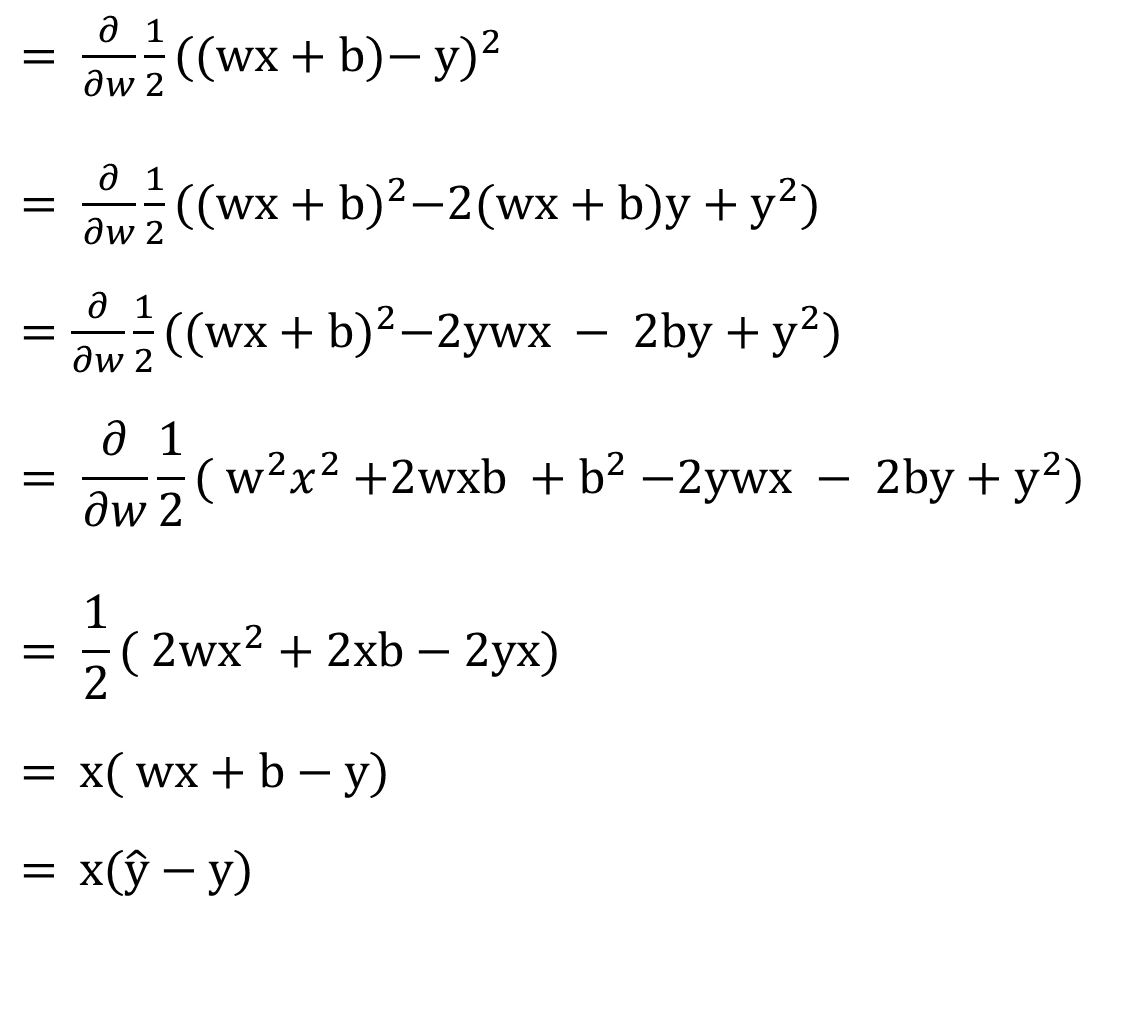 = ∂/∂w 1/2 ((wx + b)− y)²
= ∂/∂w 1/2 ((wx + b)²−2(wx + b)y + y²)
= ∂/∂w 1/2 ((wx + b)²−2ywx − 2by + y²)
= ∂/∂w 1/2 ( w²x² +2wxb + b² −2ywx − 2by + y²)
= 1/2 ( 2wx² + 2xb − 2yx)
= x( wx + b − y)
= x(ŷ − y)